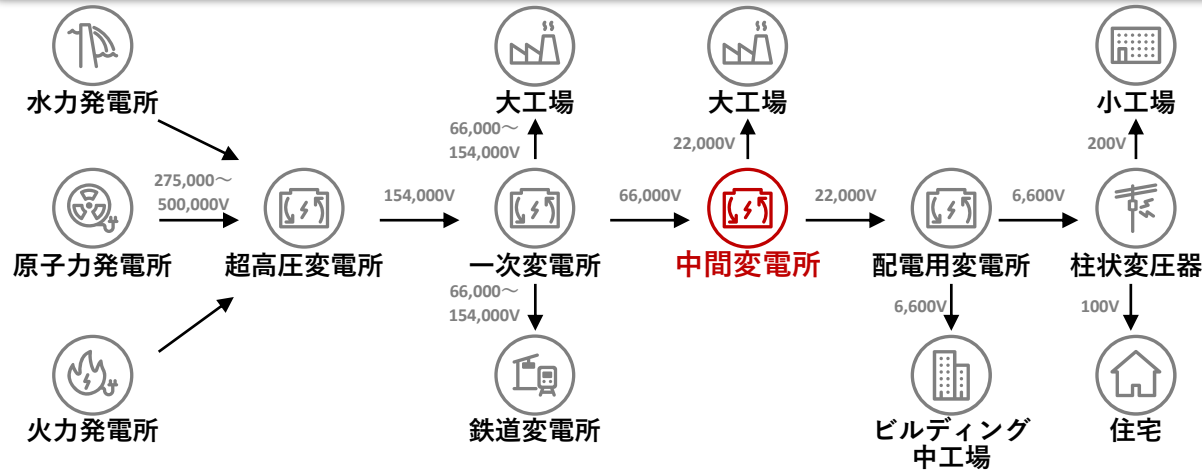 水力発電所
大工場
66,000～
154,000V
大工場
22,000V
小工場
200V
275,000～
500,000V
154,000V
66,000V
22,000V
6,600V
原子力発電所
超高圧変電所
一次変電所
中間変電所
配電用変電所
柱状変圧器
66,000～
154,000V
6,600V
100V
火力発電所
鉄道変電所
ビルディング
中工場
住宅